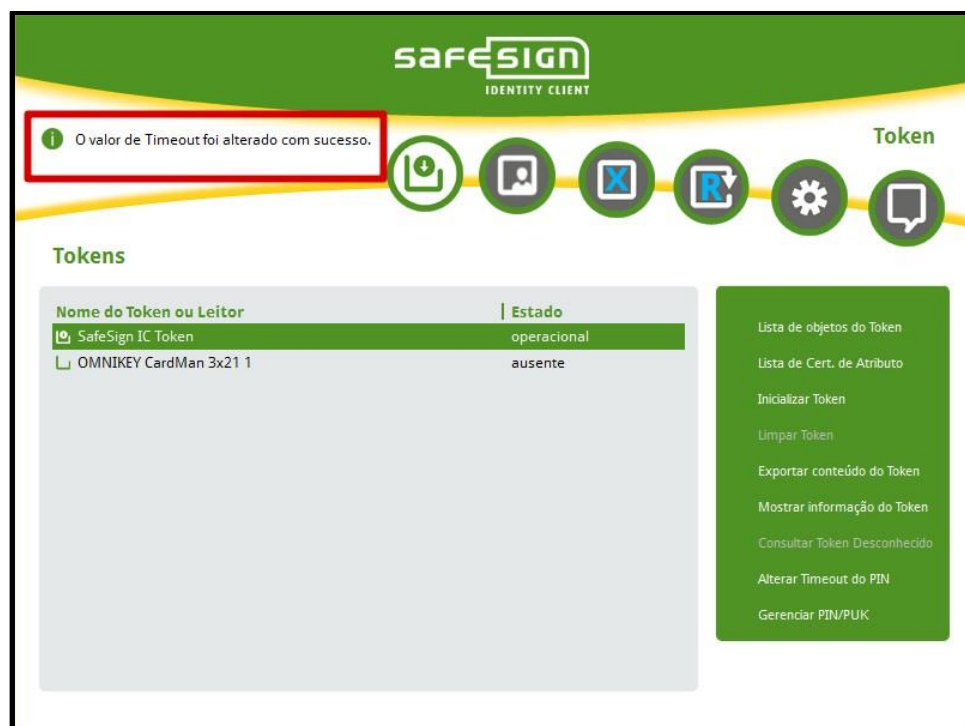 safesign
IDENTITY CLIENT
O valor de Timeout foi alterado com sucesso.
Token
X
R
Tokens
Nome do Token ou Leitor Estado
SafeSign IC Token operacional
OMNIKEY CardMan 3x21 1 ausente
Lista de objetos do Token
Lista de Cert. de Atributo
Inicializar Token
Limpar Token
Exportar conteúdo do Token
Mostrar informação do Token
Consultar Token Desconhecido
Alterar Timeout do PIN
Gerenciar PIN/PUK